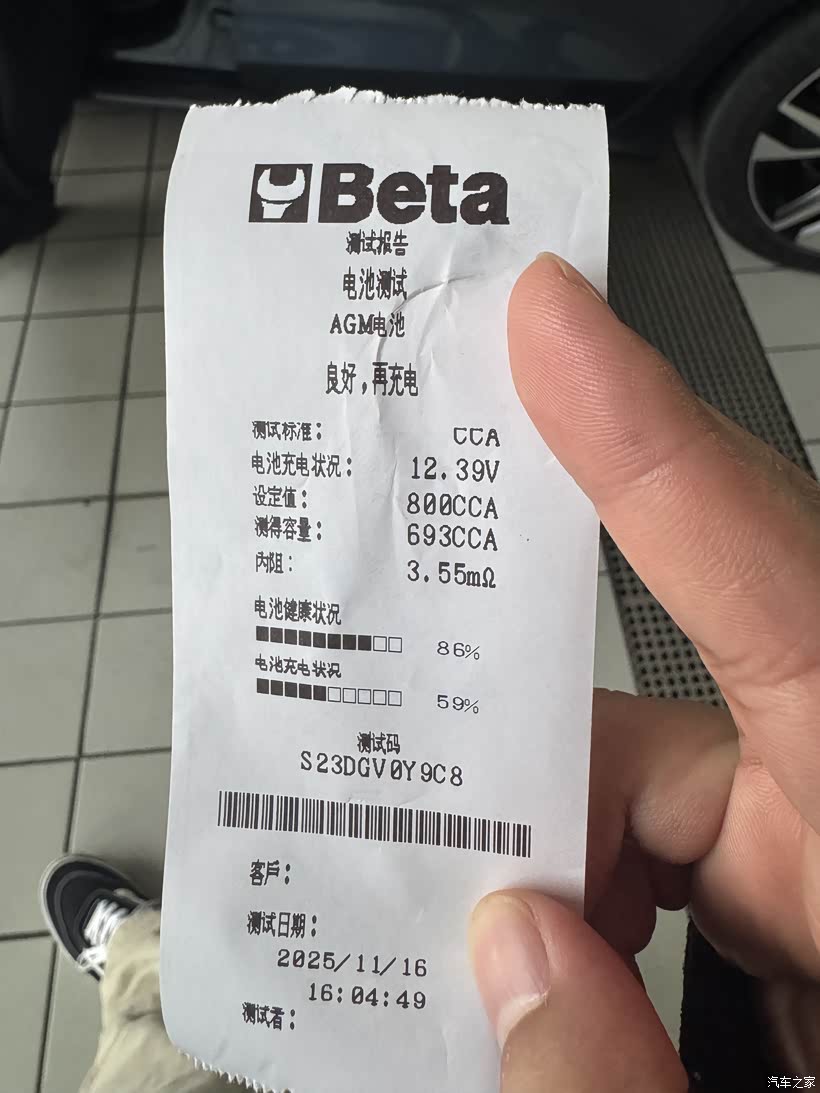 Beta
测试报告
电池测试
AGM电池
良好,再充电
测试标准: CCA
电池充电状况: 12.39V
设定值: 800CCA
测得容量: 693CCA
内阻: 3.55mΩ
电池健康状况
86%
电池充电状况
59%
测试码
S23DGV0Y9C8
客戶:
测试日期:
2025/11/16
16:04:49
测试者:
汽车之家